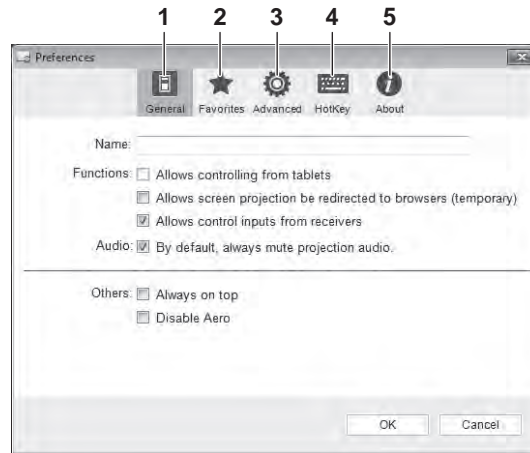 1 2 3 4 5
Preferences
General Favorites Advanced HotKey About
Name:
Functions: Allows controlling from tablets
Allows screen projection be redirected to browsers (temporary)
Allows control inputs from receivers
Audio: By default, always mute projection audio.
Others: Always on top
Disable Aero
OK Cancel